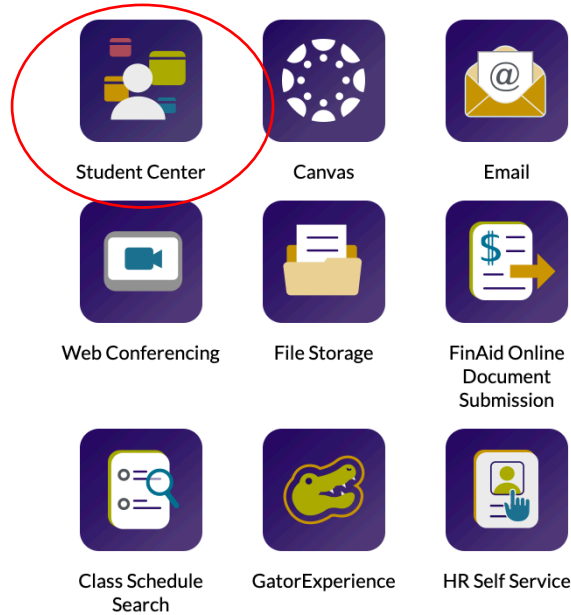 @
Student Center
Canvas
Email
$
Web Conferencing
File Storage
FinAid Online
Document
Submission
Class Schedule
Search
GatorExperience
HR Self Service